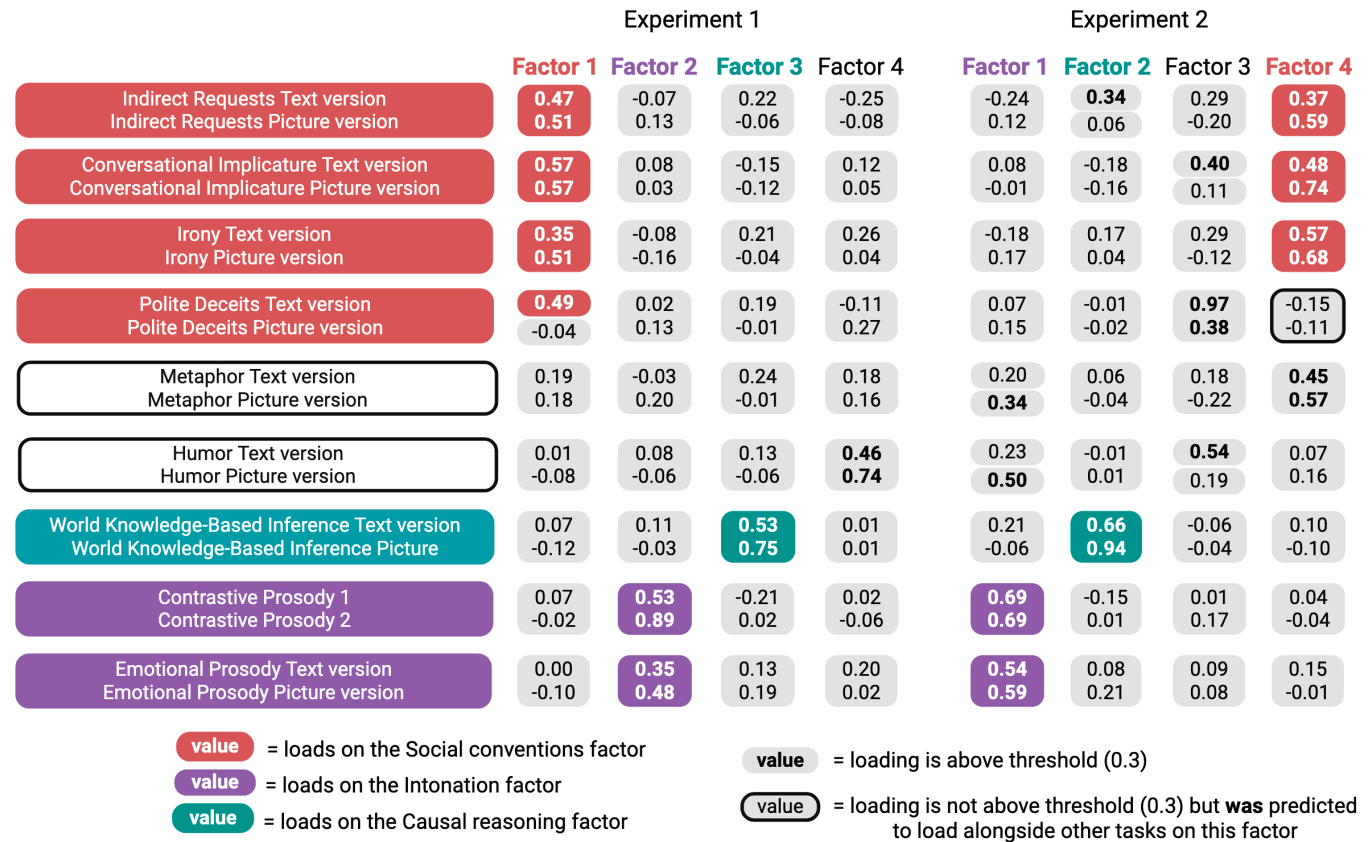 Experiment 1 Experiment 2
Factor 1 Factor 2 Factor 3 Factor 4 Factor 1 Factor 2 Factor 3 Factor 4
Indirect Requests Text version 0.47 -0.07 0.22 -0.25 -0.24 0.34 0.29 0.37
Indirect Requests Picture version 0.51 0.13 -0.06 -0.08 0.12 0.06 -0.20 0.59
Conversational Implicature Text version 0.57 0.08 -0.15 0.12 0.08 -0.18 0.40 0.48
Conversational Implicature Picture version 0.57 0.03 -0.12 0.05 -0.01 -0.16 0.11 0.74
Irony Text version 0.35 -0.08 0.21 0.26 -0.18 0.17 0.29 0.57
Irony Picture version 0.51 -0.16 -0.04 0.04 0.17 0.04 -0.12 0.68
Polite Deceits Text version 0.49 0.02 0.19 -0.11 0.07 -0.01 0.97 -0.15
Polite Deceits Picture version -0.04 0.13 -0.01 0.27 0.15 -0.02 0.38 -0.11
Metaphor Text version 0.19 -0.03 0.24 0.18 0.20 0.06 0.18 0.45
Metaphor Picture version 0.18 0.20 -0.01 0.16 0.34 -0.04 -0.22 0.57
Humor Text version 0.01 0.08 0.13 0.46 0.23 -0.01 0.54 0.07
Humor Picture version -0.08 -0.06 -0.06 0.74 0.50 0.01 0.19 0.16
World Knowledge-Based Inference Text version 0.07 0.11 0.53 0.01 0.21 0.66 -0.06 0.10
World Knowledge-Based Inference Picture -0.12 -0.03 0.75 0.01 -0.06 0.94 -0.04 -0.10
Contrastive Prosody 1 0.07 0.53 -0.21 0.02 0.69 -0.15 0.01 0.04
Contrastive Prosody 2 -0.02 0.89 0.02 -0.06 0.69 0.01 0.17 -0.04
Emotional Prosody Text version 0.00 0.35 0.13 0.20 0.54 0.08 0.09 0.15
Emotional Prosody Picture version -0.10 0.48 0.19 0.02 0.59 0.21 0.08 -0.01
value = loads on the Social conventions factor
value = loads on the Intonation factor
value = loads on the Causal reasoning factor
value = loading is above threshold (0.3)
value = loading is not above threshold (0.3) but was predicted
to load alongside other tasks on this factor